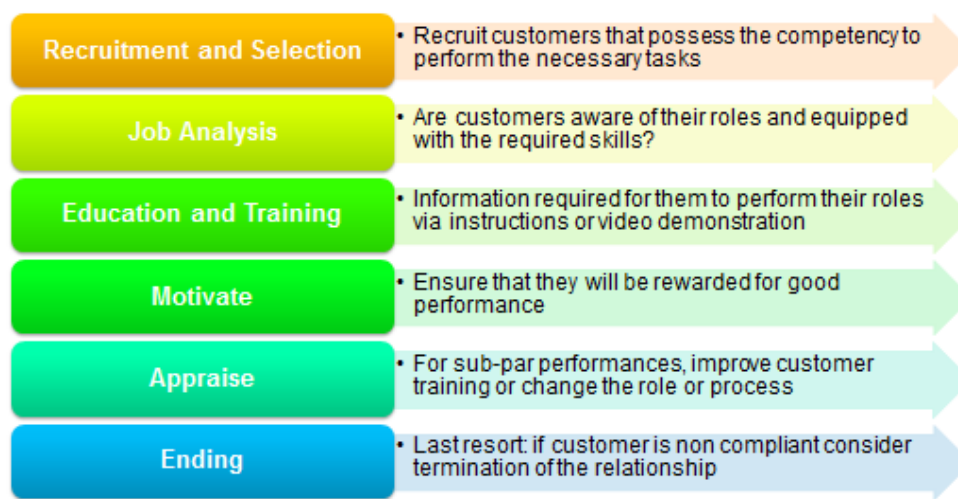 Recruitment and Selection
• Recruit customers that possess the competency to
perform the necessary tasks
Job Analysis
• Are customers aware of their roles and equipped
with the required skills?
Education and Training
• Information required for them to perform their roles
via instructions or video demonstration
Motivate
• Ensure that they will be rewarded for good
performance
Appraise
• For sub-par performances, improve customer
training or change the role or process
Ending
• Last resort: if customer is non compliant consider
termination of the relationship